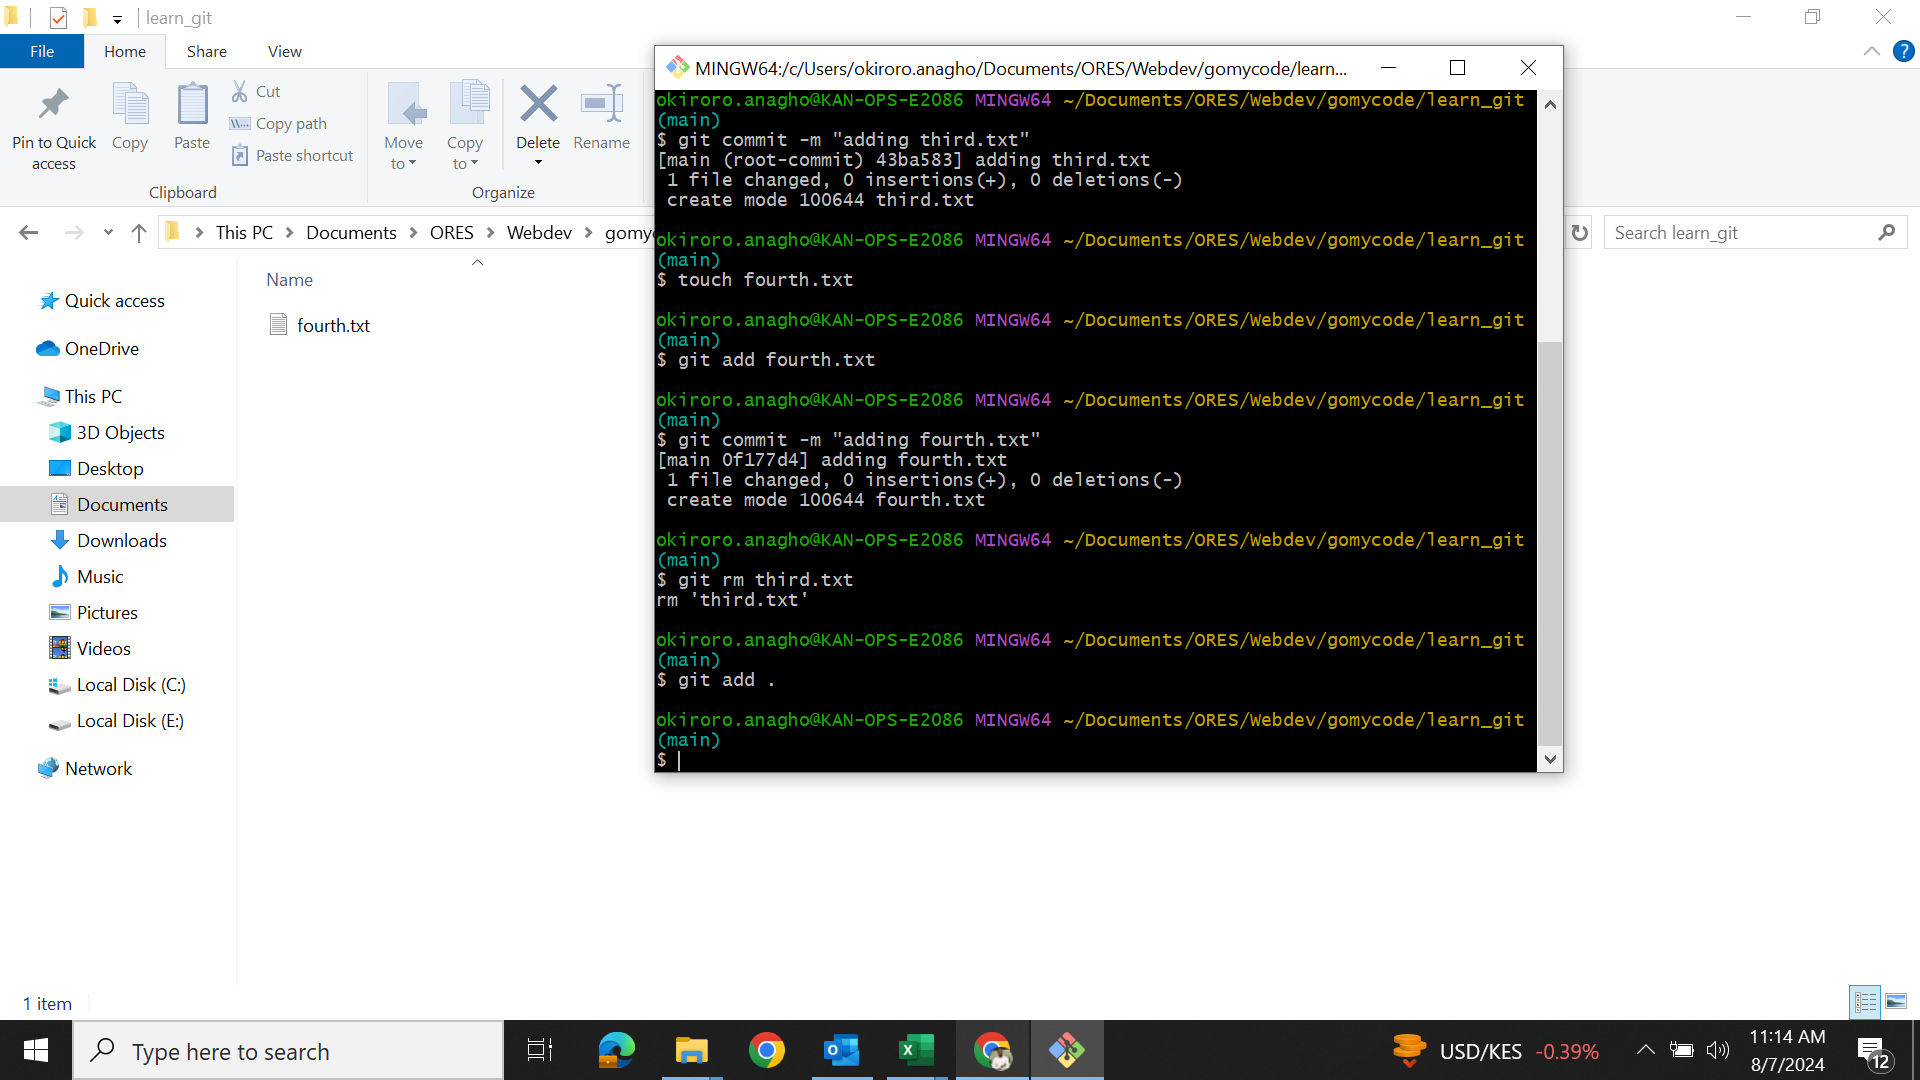 learn_git
File
Home
Share
View
Pin to Quick access
Copy
Paste
Cut
Copy path
Paste shortcut
Clipboard
Move to
Copy to
Delete
Rename
Organize
This PC
Documents
ORES
Webdev
gomyc
Search learn_git
Name
fourth.txt
Quick access
OneDrive
This PC
3D Objects
Desktop
Documents
Downloads
Music
Pictures
Videos
Local Disk (C:)
Local Disk (E:)
Network
1 item
MINGW64:/c/Users/okiroro.anagho/Documents/ORES/Webdev/gomycode/learn...
okiroro.anagho@KAN-OPS-E2086 MINGW64 ~/Documents/ORES/Webdev/gomycode/learn_git
(main)
$ git commit -m "adding third.txt"
[main (root-commit) 43ba583] adding third.txt
1 file changed, 0 insertions(+), 0 deletions(-)
create mode 100644 third.txt
okiroro.anagho@KAN-OPS-E2086 MINGW64 ~/Documents/ORES/Webdev/gomycode/learn_git
(main)
$ touch fourth.txt
okiroro.anagho@KAN-OPS-E2086 MINGW64 ~/Documents/ORES/Webdev/gomycode/learn_git
(main)
$ git add fourth.txt
okiroro.anagho@KAN-OPS-E2086 MINGW64 ~/Documents/ORES/Webdev/gomycode/learn_git
(main)
$ git commit -m "adding fourth.txt"
[main 0f177d4] adding fourth.txt
1 file changed, 0 insertions(+), 0 deletions(-)
create mode 100644 fourth.txt
okiroro.anagho@KAN-OPS-E2086 MINGW64 ~/Documents/ORES/Webdev/gomycode/learn_git
(main)
$ git rm third.txt
rm 'third.txt'
okiroro.anagho@KAN-OPS-E2086 MINGW64 ~/Documents/ORES/Webdev/gomycode/learn_git
(main)
$ git add .
okiroro.anagho@KAN-OPS-E2086 MINGW64 ~/Documents/ORES/Webdev/gomycode/learn_git
(main)
$
Type here to search
USD/KES -0.39%
11:14 AM
8/7/2024
12